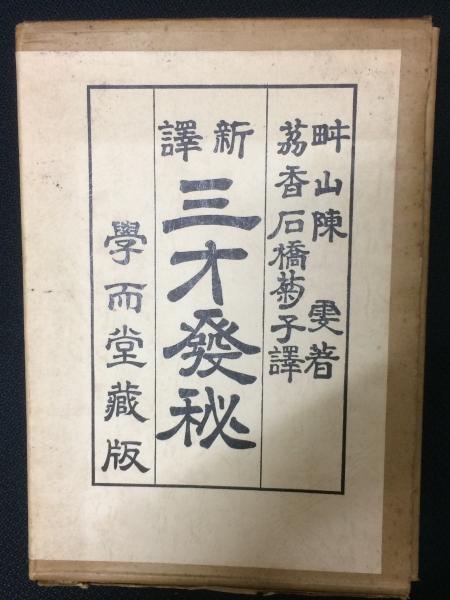 畊山陳雯著
茘香石橋菊子譯
新譯
三才發秘
學而堂藏版